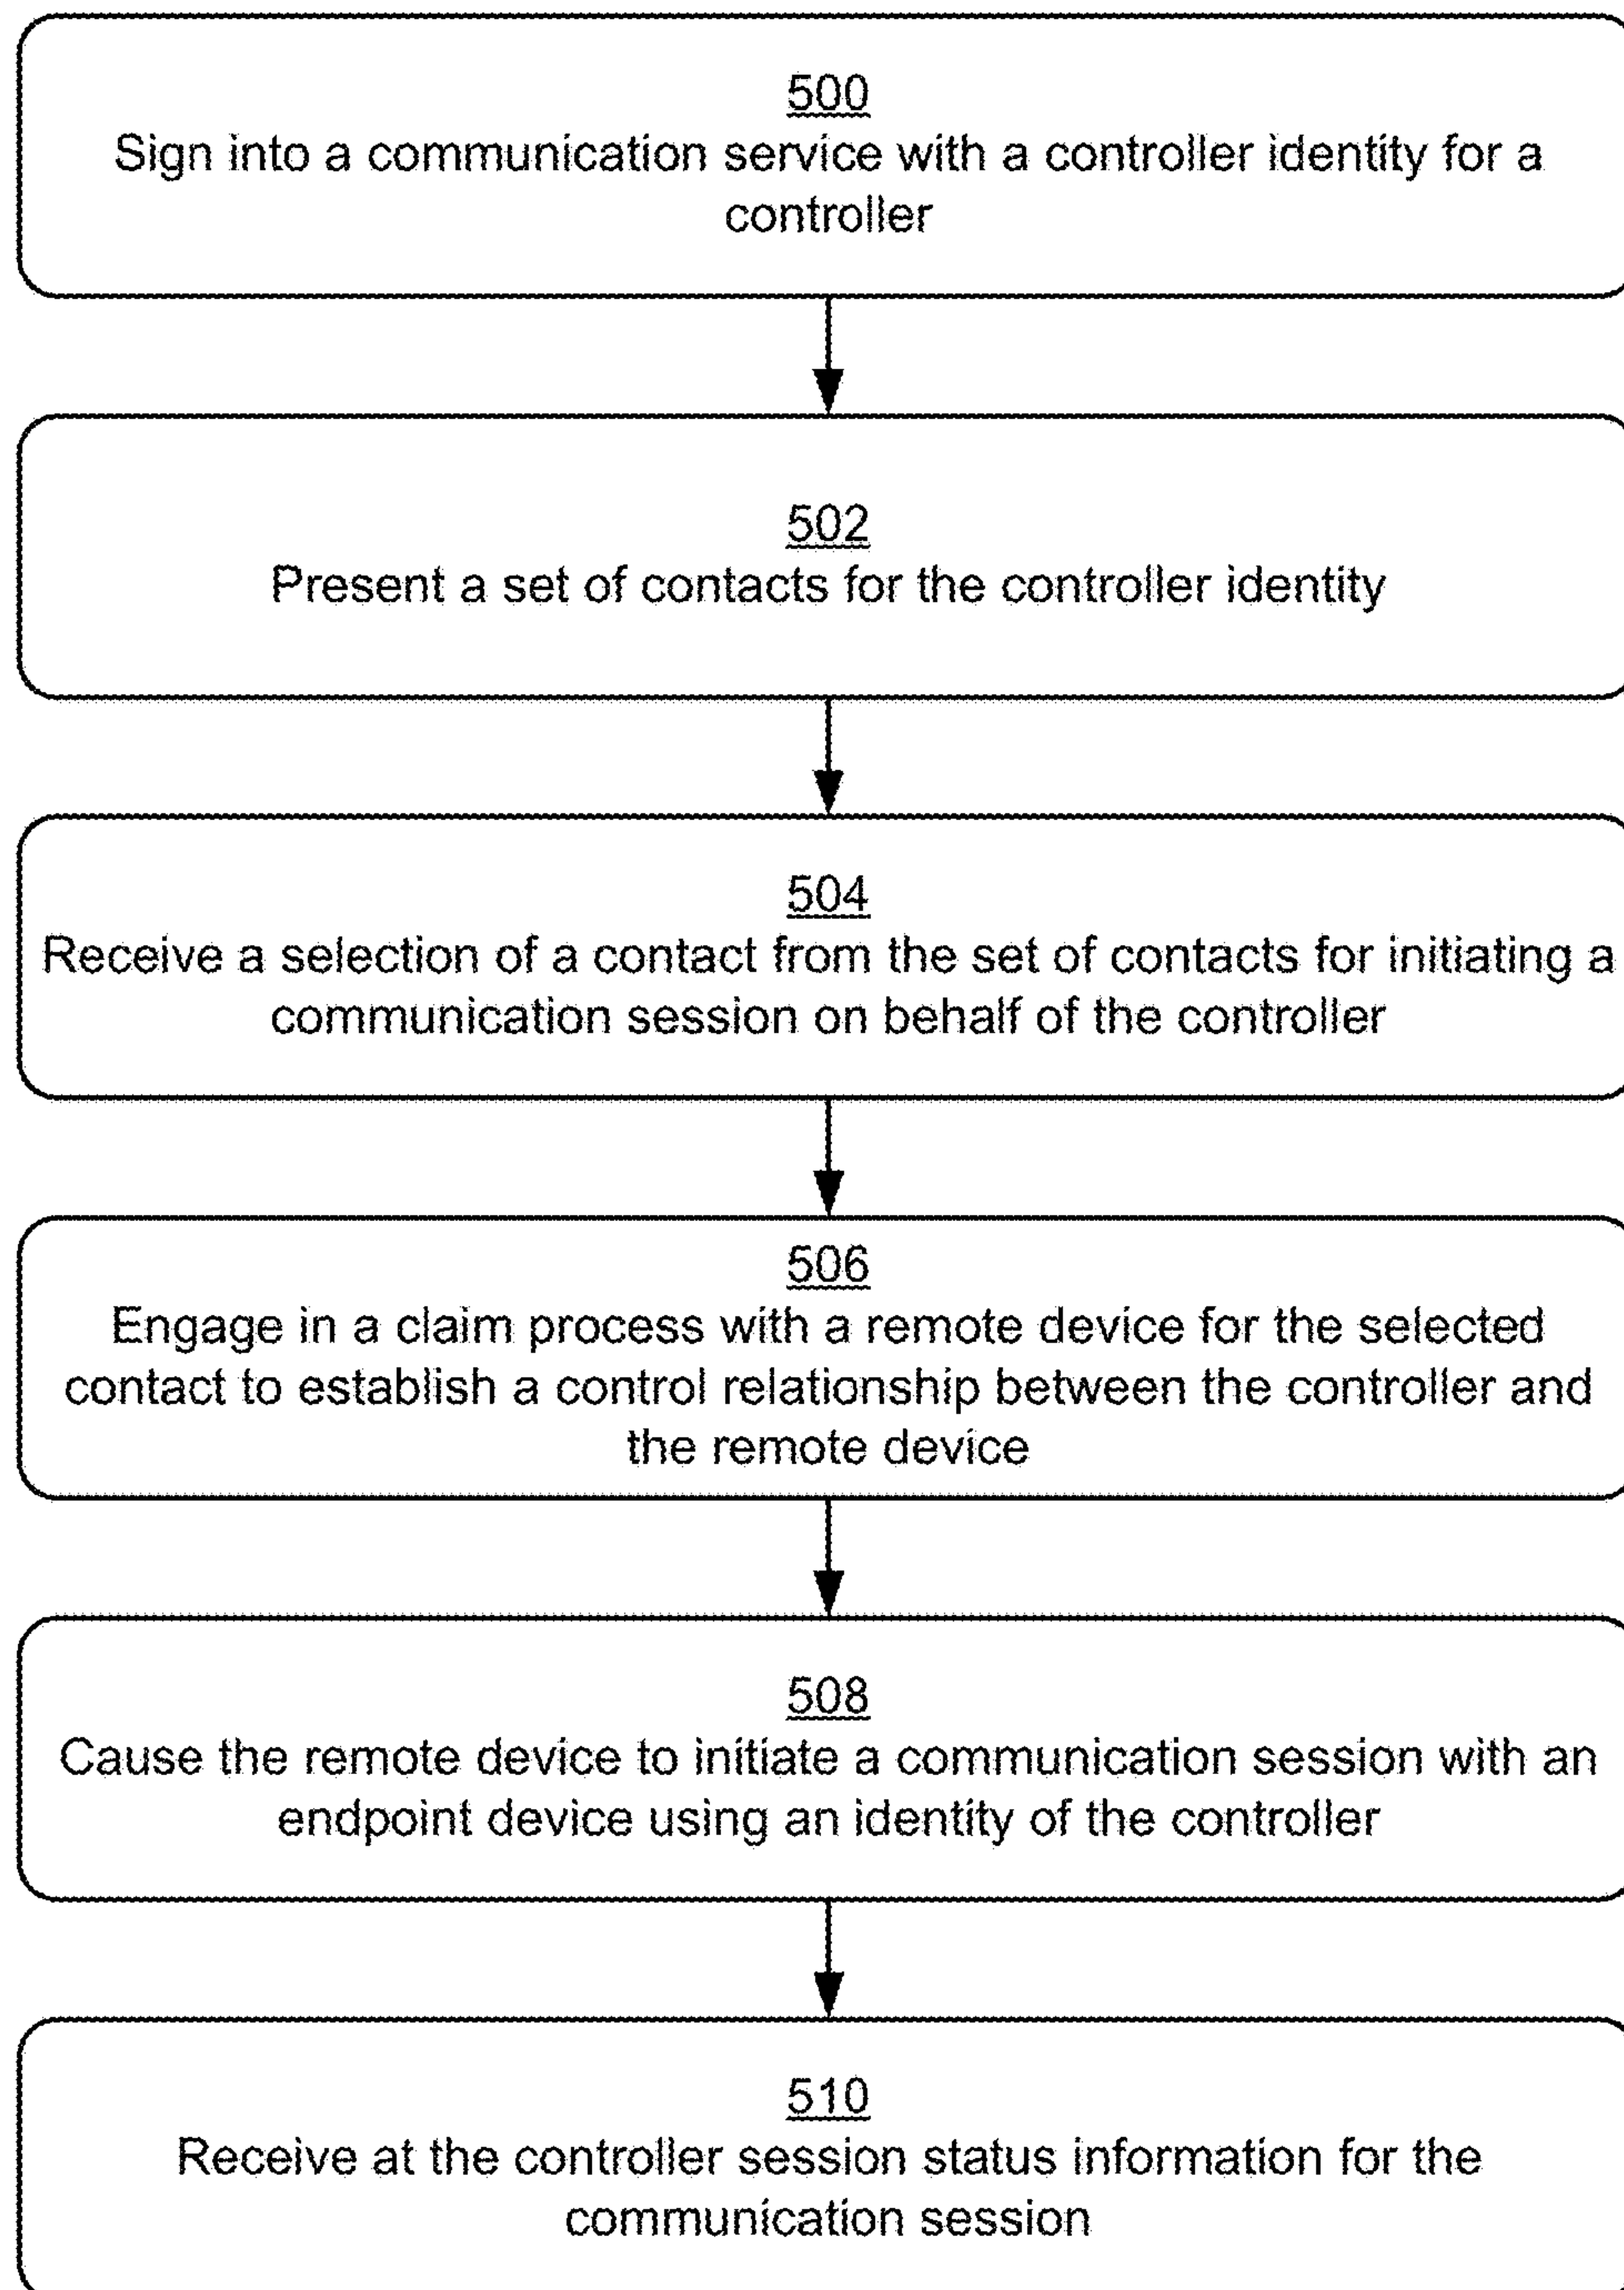 500
Sign into a communication service with a controller identity for a
controller
502
Present a set of contacts for the controller identity
504
Receive a selection of a contact from the set of contacts for initiating a
communication session on behalf of the controller
506
Engage in a claim process with a remote device for the selected
contact to establish a control relationship between the controller and
the remote device
508
Cause the remote device to initiate a communication session with an
endpoint device using an identity of the controller
510
Receive at the controller session status information for the
communication session